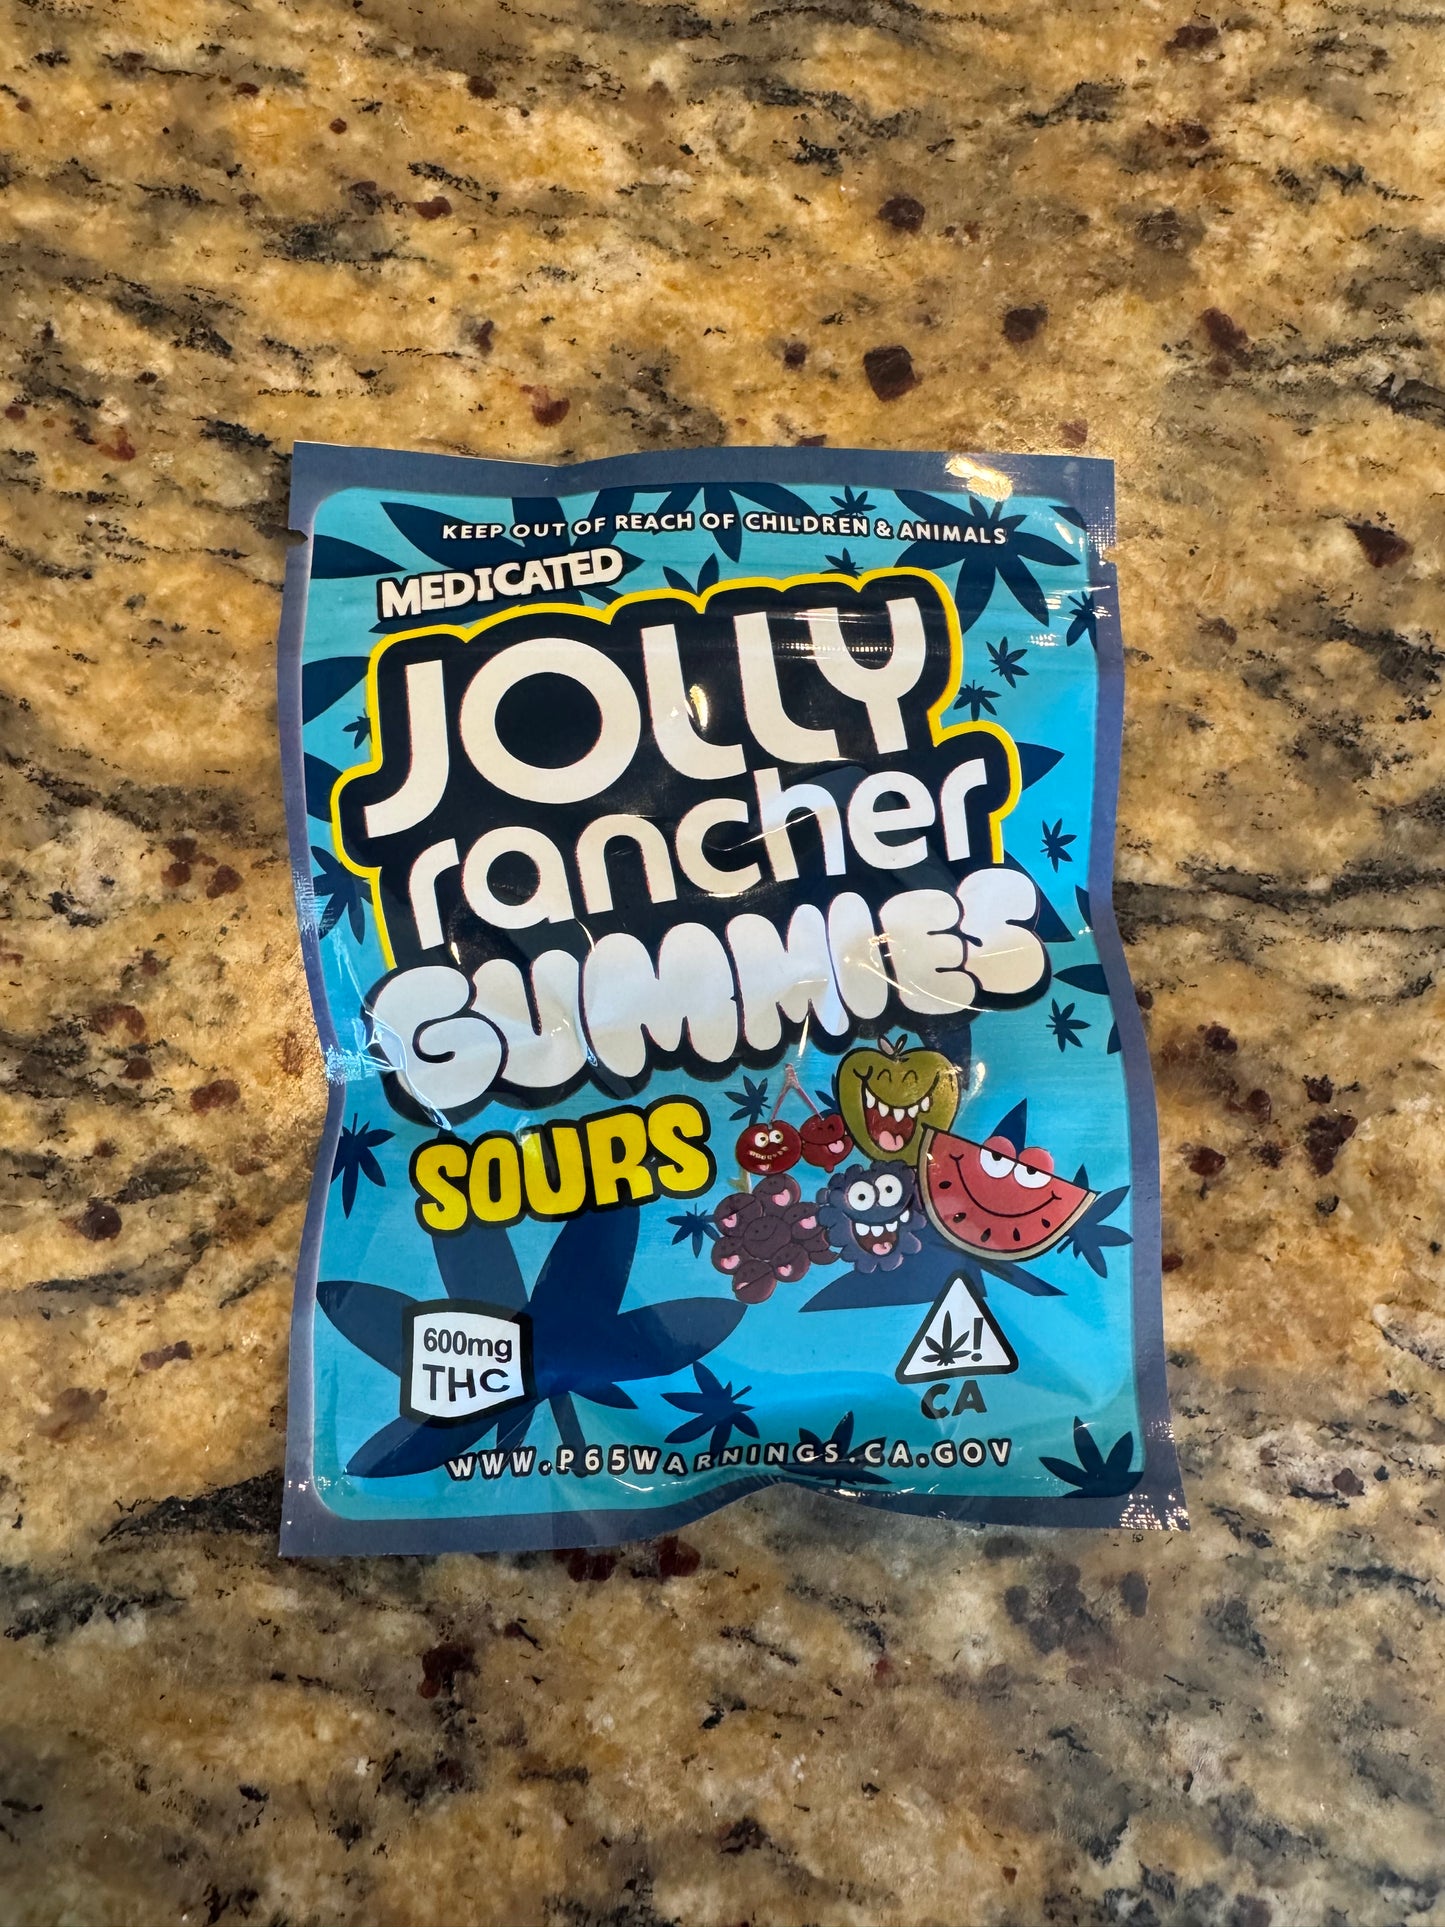 KEEP OUT OF REACH OF CHILDREN & ANIMALS
MEDICATED
JOLLY
rancher
GUMMIES
SOURS
600mg
THC
!
CA
WWW.P65WARNINGS.CA.GOV